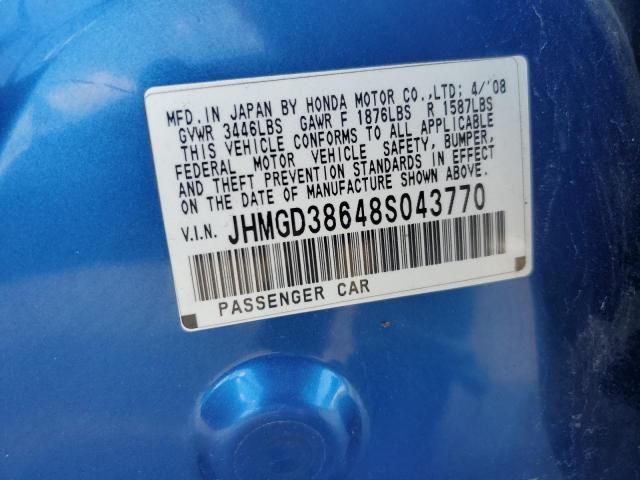 MFD. IN JAPAN BY HONDA MOTOR CO.,LTD; 4/'08
GVWR 3446LBS GAWR F 1876LBS R 1587LBS
THIS VEHICLE CONFORMS TO ALL APPLICABLE
FEDERAL MOTOR VEHICLE SAFETY, BUMPER,
AND THEFT PREVENTION STANDARDS IN EFFECT
ON THE DATE OF MANUFACTURE SHOWN ABOVE.
V.I.N. JHMGD38648S043770
PASSENGER CAR